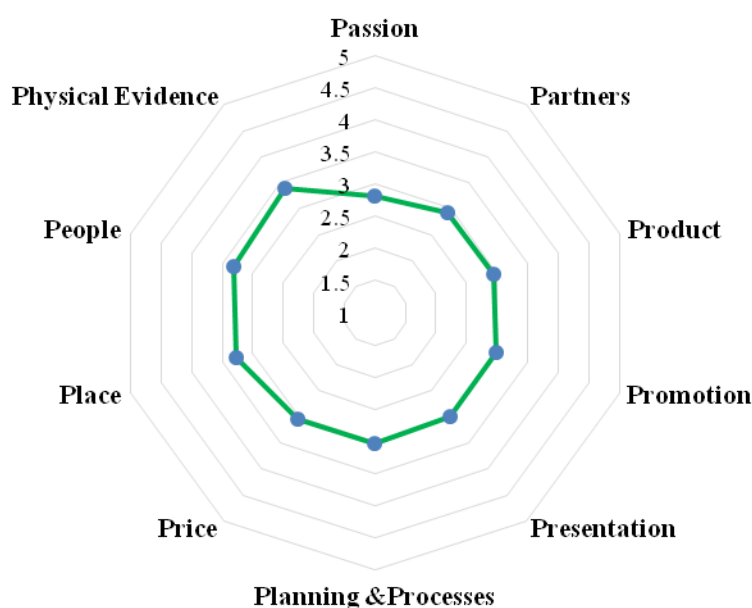 Passion
5
Physical Evidence
4.5
Partners
4
3.5
3
People
2.5
Product
2
1.5
1
Place
Promotion
Price
Presentation
Planning &Processes